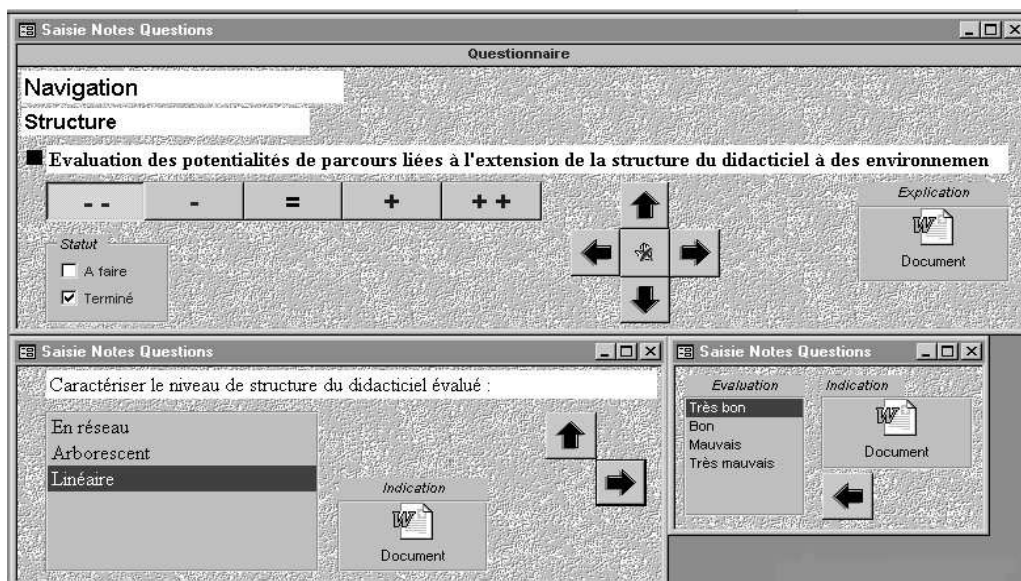 Saisie Notes Questions
Questionnaire
Navigation
Structure
Evaluation des potentialités de parcours liées à l'extension de la structure du didacticiel à des environnemen
- -
-
=
+
+ +
Explication
W
Document
Statut
A faire
Terminé
Saisie Notes Questions
Caractériser le niveau de structure du didacticiel évalué :
En réseau
Arborescent
Linéaire
Indication
W
Document
Saisie Notes Questions
Evaluation
Indication
Très bon
Bon
Mauvais
Très mauvais
W
Document